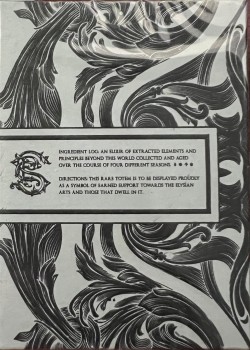 INGREDIENT LOG: AN ELIXIR OF EXTRACTED ELEMENTS AND
PRINCIPLES BEYOND THIS WORLD COLLECTED AND AGED
OVER THE COURSE OF FOUR DIFFERENT SEASONS.
DIRECTIONS: THIS RARE TOTEM IS TO BE DISPLAYED PROUDLY
AS A SYMBOL OF EARNED SUPPORT TOWARDS THE ELYSIAN
ARTS AND THOSE THAT DWELL IN IT.